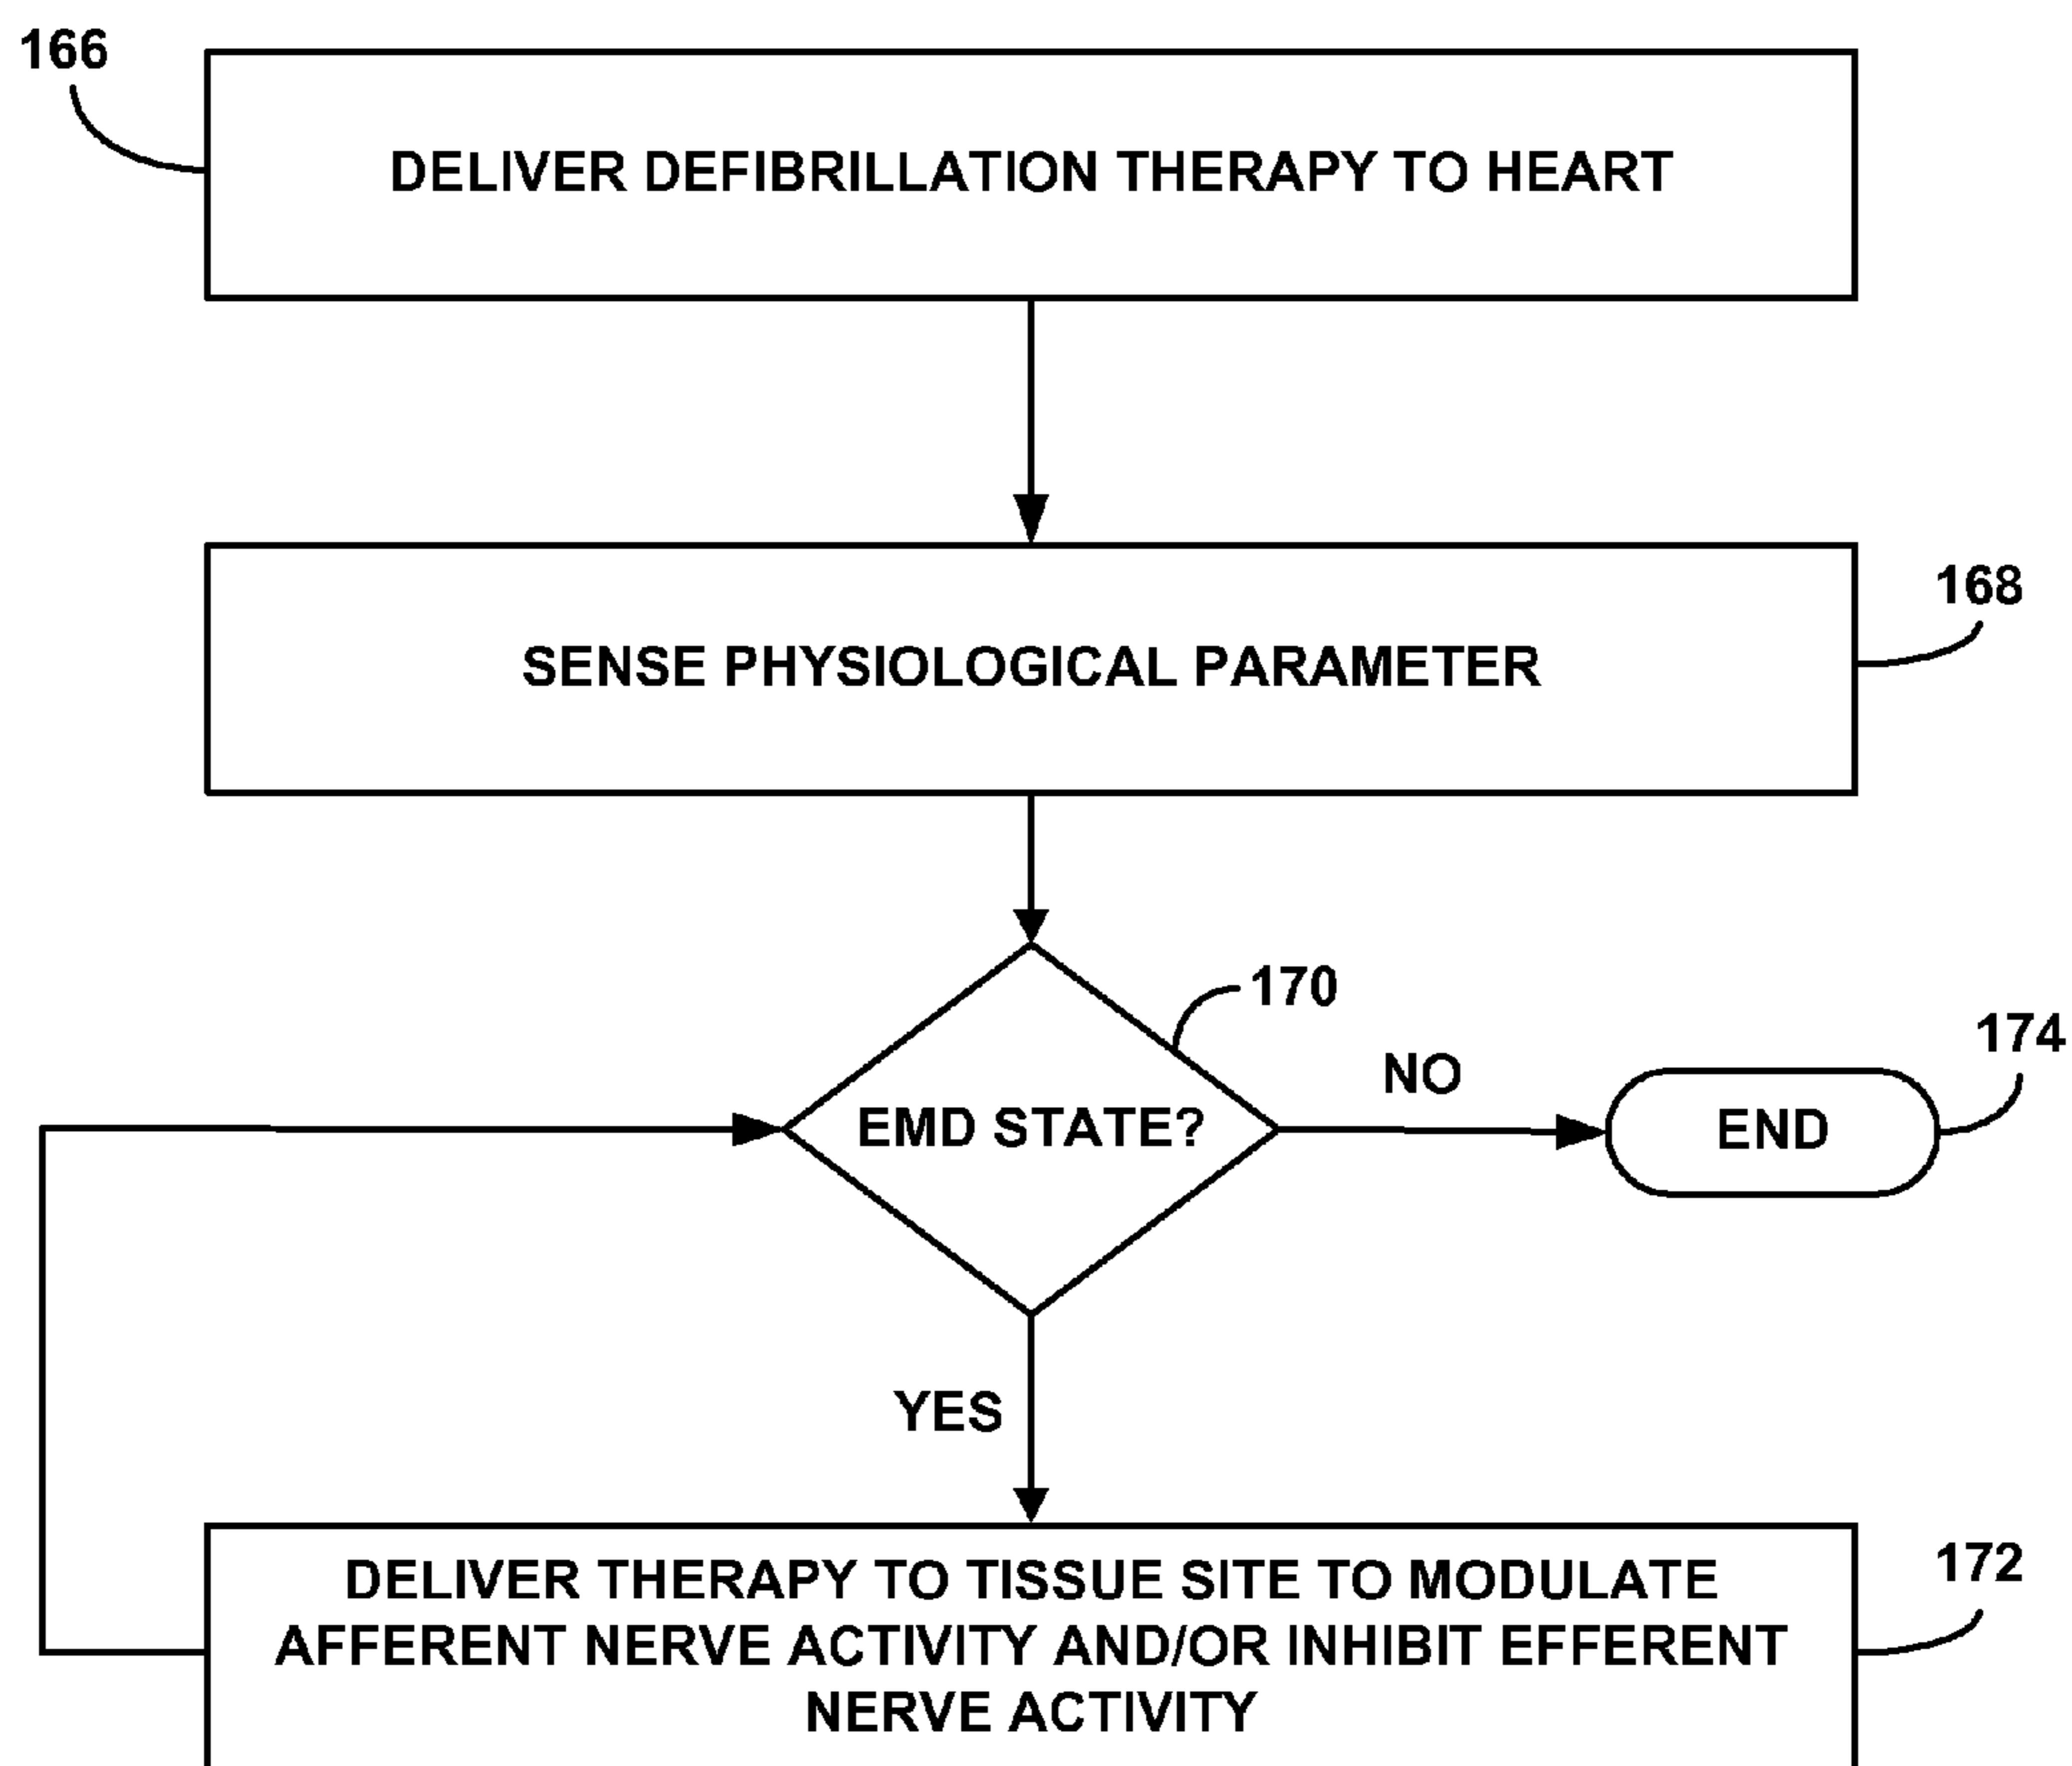 166
DELIVER DEFIBRILLATION THERAPY TO HEART
168
SENSE PHYSIOLOGICAL PARAMETER
170
174
NO
EMD STATE?
END
YES
172
DELIVER THERAPY TO TISSUE SITE TO MODULATE
AFFERENT NERVE ACTIVITY AND/OR INHIBIT EFFERENT
NERVE ACTIVITY